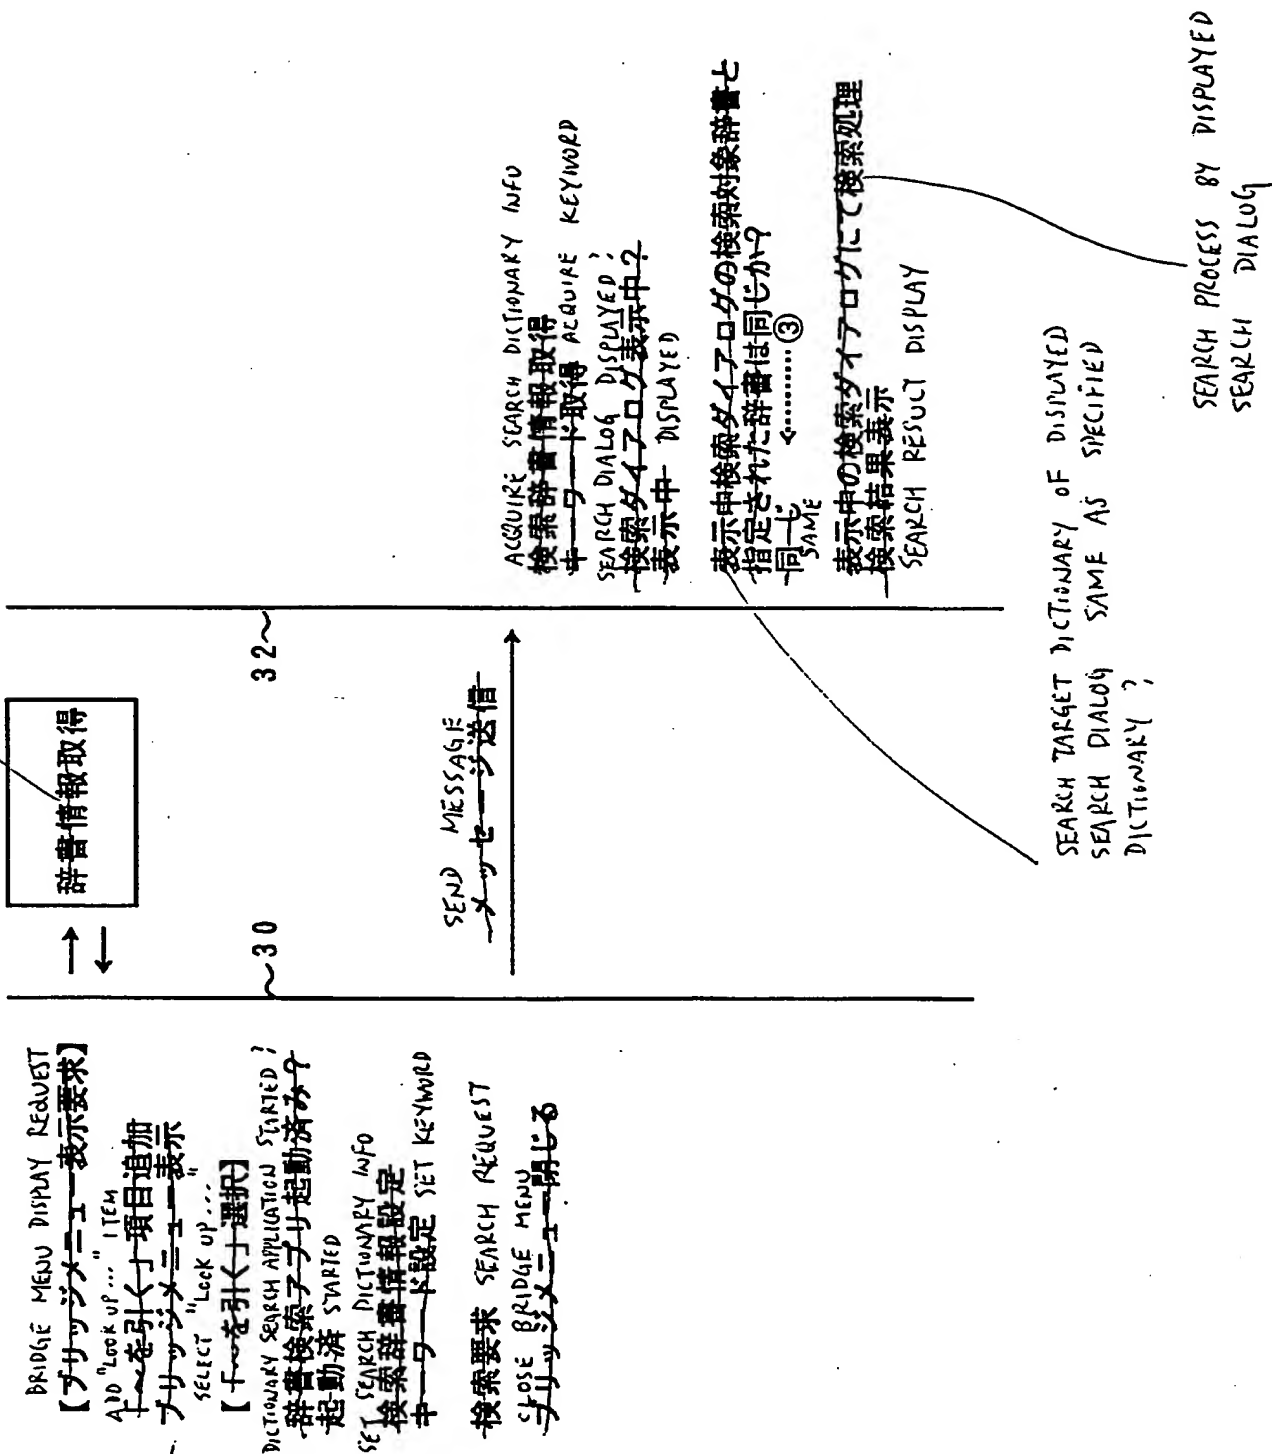 BRIDGE MENU DISPLAY REQUEST
【ブリッジメニュー表示要求】
ADD "LOOK UP..." ITEM
「〜を引く」項目追加
ブリッジメニュー表示
SELECT "LOOK UP..."
【「〜を引く」選択】
DICTIONARY SEARCH APPLICATION STARTED?
辞書検索アプリ起動済み?
起動済 STARTED
SET SEARCH DICTIONARY INFO
検索辞書情報設定
キーワード設定 SET KEYWORD
検索要求 SEARCH REQUEST
CLOSE BRIDGE MENU
ブリッジメニュー閉じる
30
辞書情報取得
SEND MESSAGE
メッセージ送信
32
ACQUIRE SEARCH DICTIONARY INFO
検索辞書情報取得
キーワード取得 ACQUIRE KEYWORD
SEARCH DIALOG DISPLAYED?
検索ダイアログ表示中?
表示中 DISPLAYED
表示中検索ダイアログの検索対象辞書と
指定された辞書は同じか?
同じ ③
SAME
表示中の検索ダイアログにて検索処理
検索結果表示
SEARCH RESULT DISPLAY
SEARCH TARGET DICTIONARY OF DISPLAYED
SEARCH DIALOG SAME AS SPECIFIED
DICTIONARY?
SEARCH PROCESS BY DISPLAYED
SEARCH DIALOG